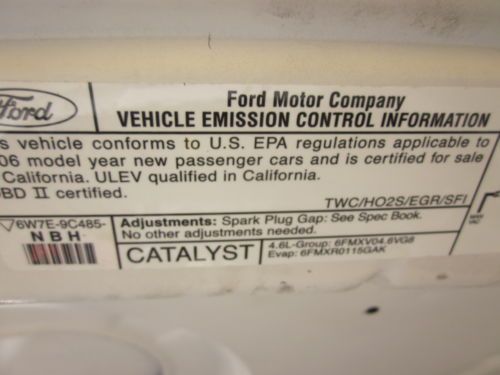 Ford
Ford Motor Company
VEHICLE EMISSION CONTROL INFORMATION
s vehicle conforms to U.S. EPA regulations applicable to
06 model year new passenger cars and is certified for sale
California. ULEV qualified in California.
BD II certified.
TWC/HO2S/EGR/SFI
6W7E-9C485-
NBH
Adjustments: Spark Plug Gap: See Spec Book.
No other adjustments needed.
CATALYST
4.6L-Group: 6FMXV04.6VG8
Evap: 6FMXR0115GAK
MAN
VAC